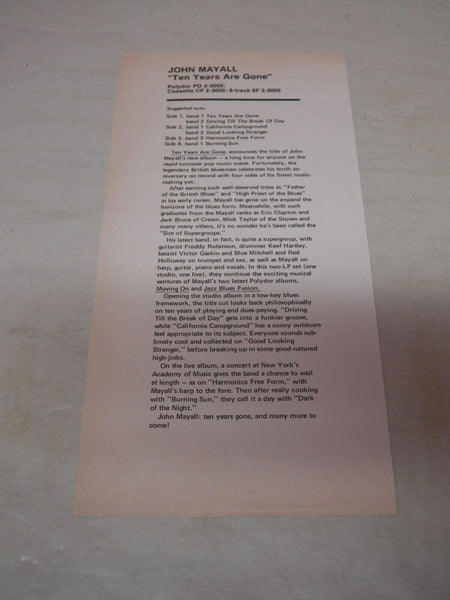 JOHN MAYALL
"Ten Years Are Gone"
Polydor PD 2-3005;
Cassette CF 2-3005; 8-track 8F 2-3005
Suggested note:
Side 1, band 1 Ten Years Are Gone
band 2 Driving Till The Break Of Day
Side 2, band 1 California Campground
band 3 Good Looking Stranger
Side 3, band 3 Harmonica Free Form
Side 4, band 1 Burning Sun
Ten Years Are Gone, announces the title of John
Mayall's new album — a long time for anyone on the
rapid turnover pop music scene. Fortunately, the
legendary British bluesman celebrates his tenth an-
niversary on record with four sides of his finest music-
making yet.
After earning such well-deserved titles as "Father
of the British Blues" and "High Priest of the Blues"
in his early career, Mayall has gone on the expand the
horizons of the blues form. Meanwhile, with such
graduates from the Mayall ranks as Eric Clapton and
Jack Bruce of Cream, Mick Taylor of the Stones and
many many others, it's no wonder he's been called the
"Sire of Supergroups."
His latest band, in fact, is quite a supergroup, with
guitarist Freddy Robinson, drummer Keef Hartley,
bassist Victor Gaskin and Blue Mitchell and Red
Holloway on trumpet and sax, as well as Mayall on
harp, guitar, piano and vocals. In this two-LP set (one
studio, one live), they continue the exciting musical
ventures of Mayall's two latest Polydor albums,
Moving On and Jazz Blues Fusion.
Opening the studio album in a low-key blues
framework, the title cut looks back philosophically
on ten years of playing and dues-paying. "Driving
Till the Break of Day" gets into a funkier groove,
while "California Campground" has a sunny outdoors
feel appropriate to its subject. Everyone sounds sub-
limely cool and collected on "Good Looking
Stranger," before breaking up in some good-natured
high-jinks.
On the live album, a concert at New York's
Academy of Music gives the band a chance to wail
at length — as on "Harmonica Free Form," with
Mayall's harp to the fore. Then after really cooking
with "Burning Sun," they call it a day with "Dark
of the Night."
John Mayall: ten years gone, and many more to
come!